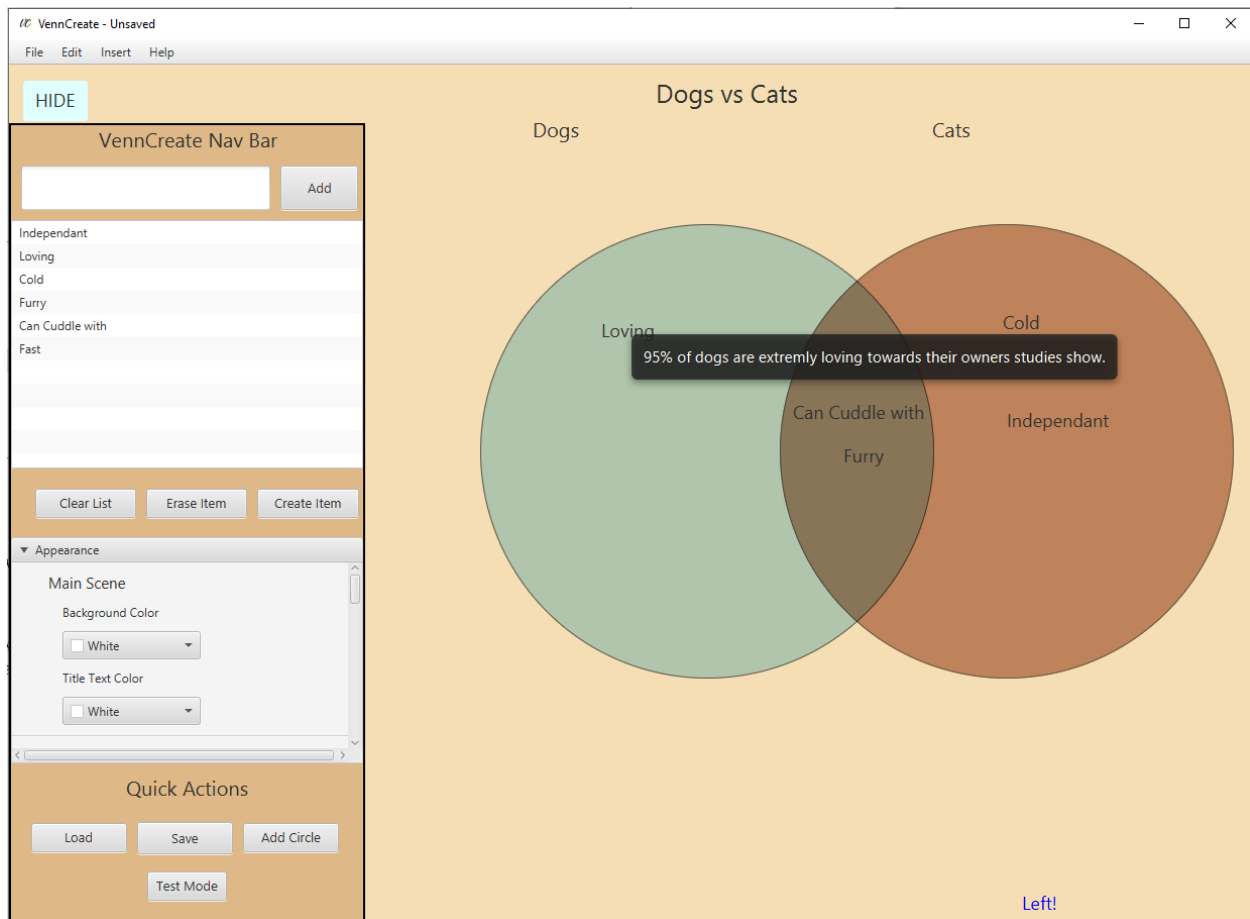 VC VennCreate - Unsaved
File Edit Insert Help
HIDE
Dogs vs Cats
Dogs Cats
VennCreate Nav Bar
Add
Independant
Loving
Cold
Furry
Can Cuddle with
Fast
Clear List Erase Item Create Item
Appearance
Main Scene
Background Color
White
Title Text Color
White
Quick Actions
Load Save Add Circle
Test Mode
Loving
Cold
95% of dogs are extremly loving towards their owners studies show.
Can Cuddle with
Independant
Furry
Left!